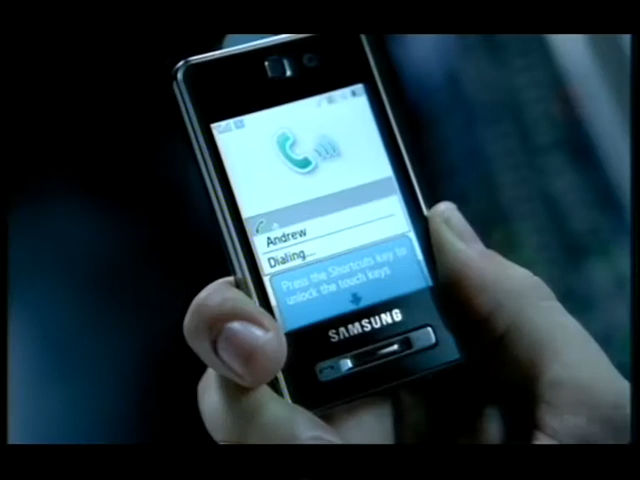 Andrew
Dialing...
Press the Shortcuts key to
unlock the touch keys
SAMSUNG